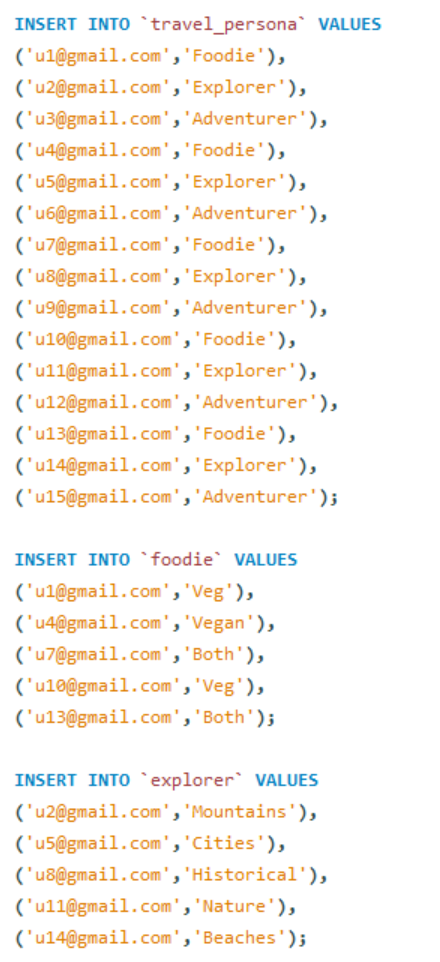 INSERT INTO `travel_persona` VALUES
('u1@gmail.com','Foodie'),
('u2@gmail.com','Explorer'),
('u3@gmail.com','Adventurer'),
('u4@gmail.com','Foodie'),
('u5@gmail.com','Explorer'),
('u6@gmail.com','Adventurer'),
('u7@gmail.com','Foodie'),
('u8@gmail.com','Explorer'),
('u9@gmail.com','Adventurer'),
('u10@gmail.com','Foodie'),
('u11@gmail.com','Explorer'),
('u12@gmail.com','Adventurer'),
('u13@gmail.com','Foodie'),
('u14@gmail.com','Explorer'),
('u15@gmail.com','Adventurer');
INSERT INTO `foodie` VALUES
('u1@gmail.com','Veg'),
('u4@gmail.com','Vegan'),
('u7@gmail.com','Both'),
('u10@gmail.com','Veg'),
('u13@gmail.com','Both');
INSERT INTO `explorer` VALUES
('u2@gmail.com','Mountains'),
('u5@gmail.com','Cities'),
('u8@gmail.com','Historical'),
('u11@gmail.com','Nature'),
('u14@gmail.com','Beaches');